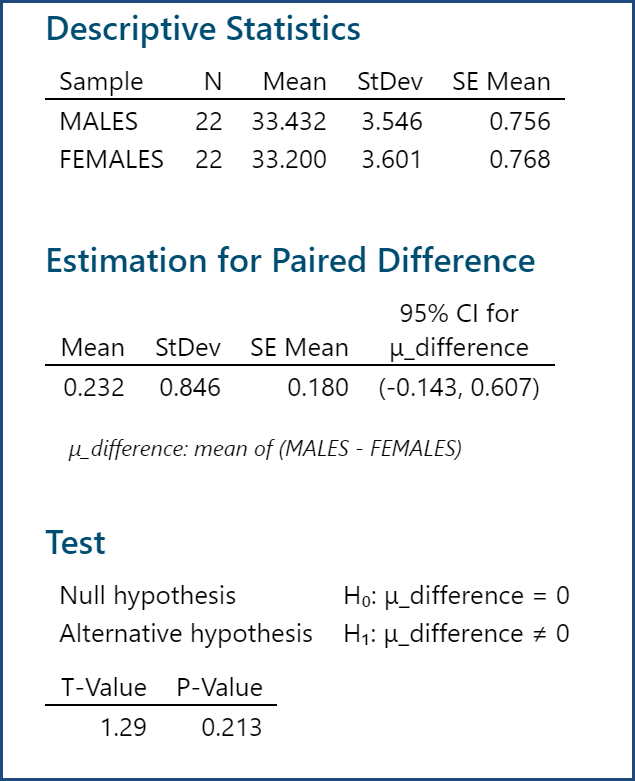 Descriptive Statistics
Sample N Mean StDev SE Mean
MALES 22 33.432 3.546 0.756
FEMALES 22 33.200 3.601 0.768
Estimation for Paired Difference
95% CI for
Mean StDev SE Mean μ_difference
0.232 0.846 0.180 (-0.143, 0.607)
µ_difference: mean of (MALES - FEMALES)
Test
Null hypothesis H₀: μ_difference = 0
Alternative hypothesis H₁: μ_difference ≠ 0
T-Value P-Value
1.29 0.213